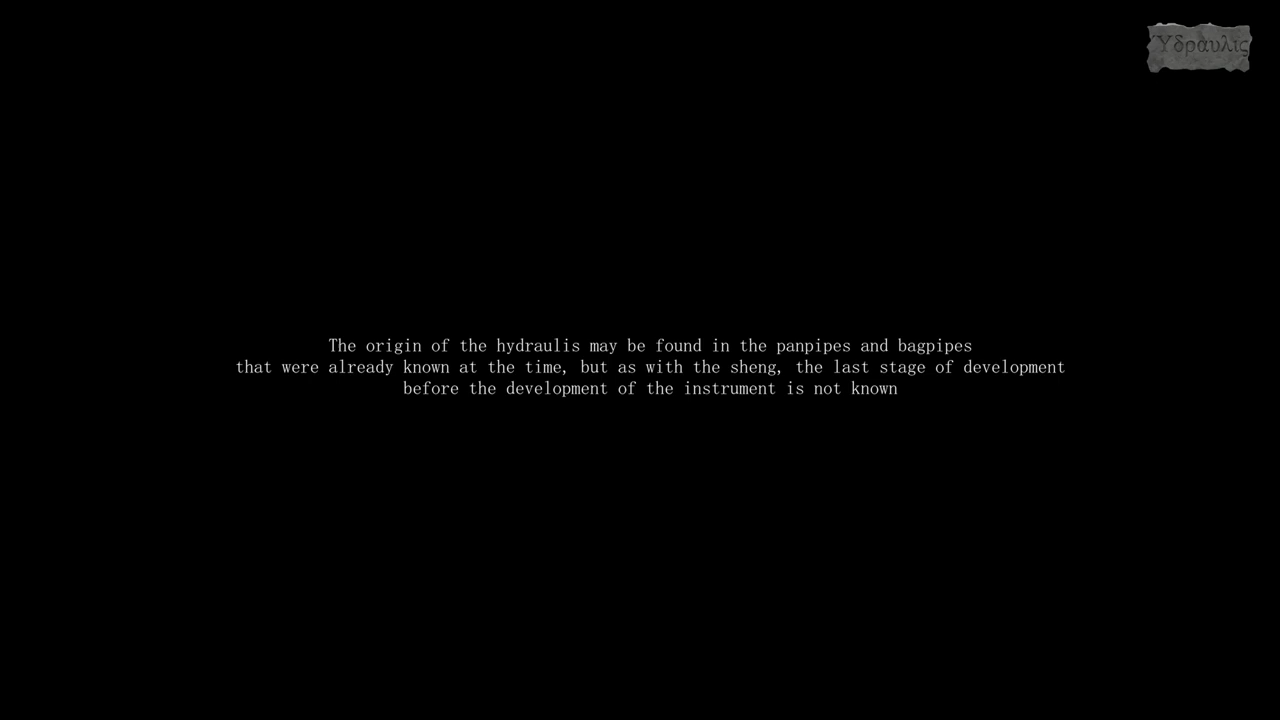 Ὕδραυλις
The origin of the hydraulis may be found in the panpipes and bagpipes
that were already known at the time, but as with the sheng, the last stage of development
before the development of the instrument is not known